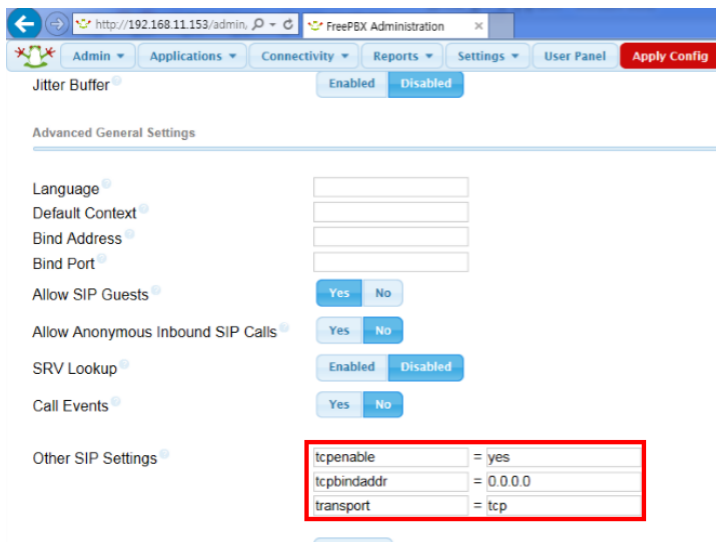 http://192.168.11.153/admin, FreePBX Administration
Admin Applications Connectivity Reports Settings User Panel Apply Config
Jitter Buffer Enabled Disabled
Advanced General Settings
Language
Default Context
Bind Address
Bind Port
Allow SIP Guests Yes No
Allow Anonymous Inbound SIP Calls Yes No
SRV Lookup Enabled Disabled
Call Events Yes No
Other SIP Settings tcpenable = yes
tcpbindaddr = 0.0.0.0
transport = tcp